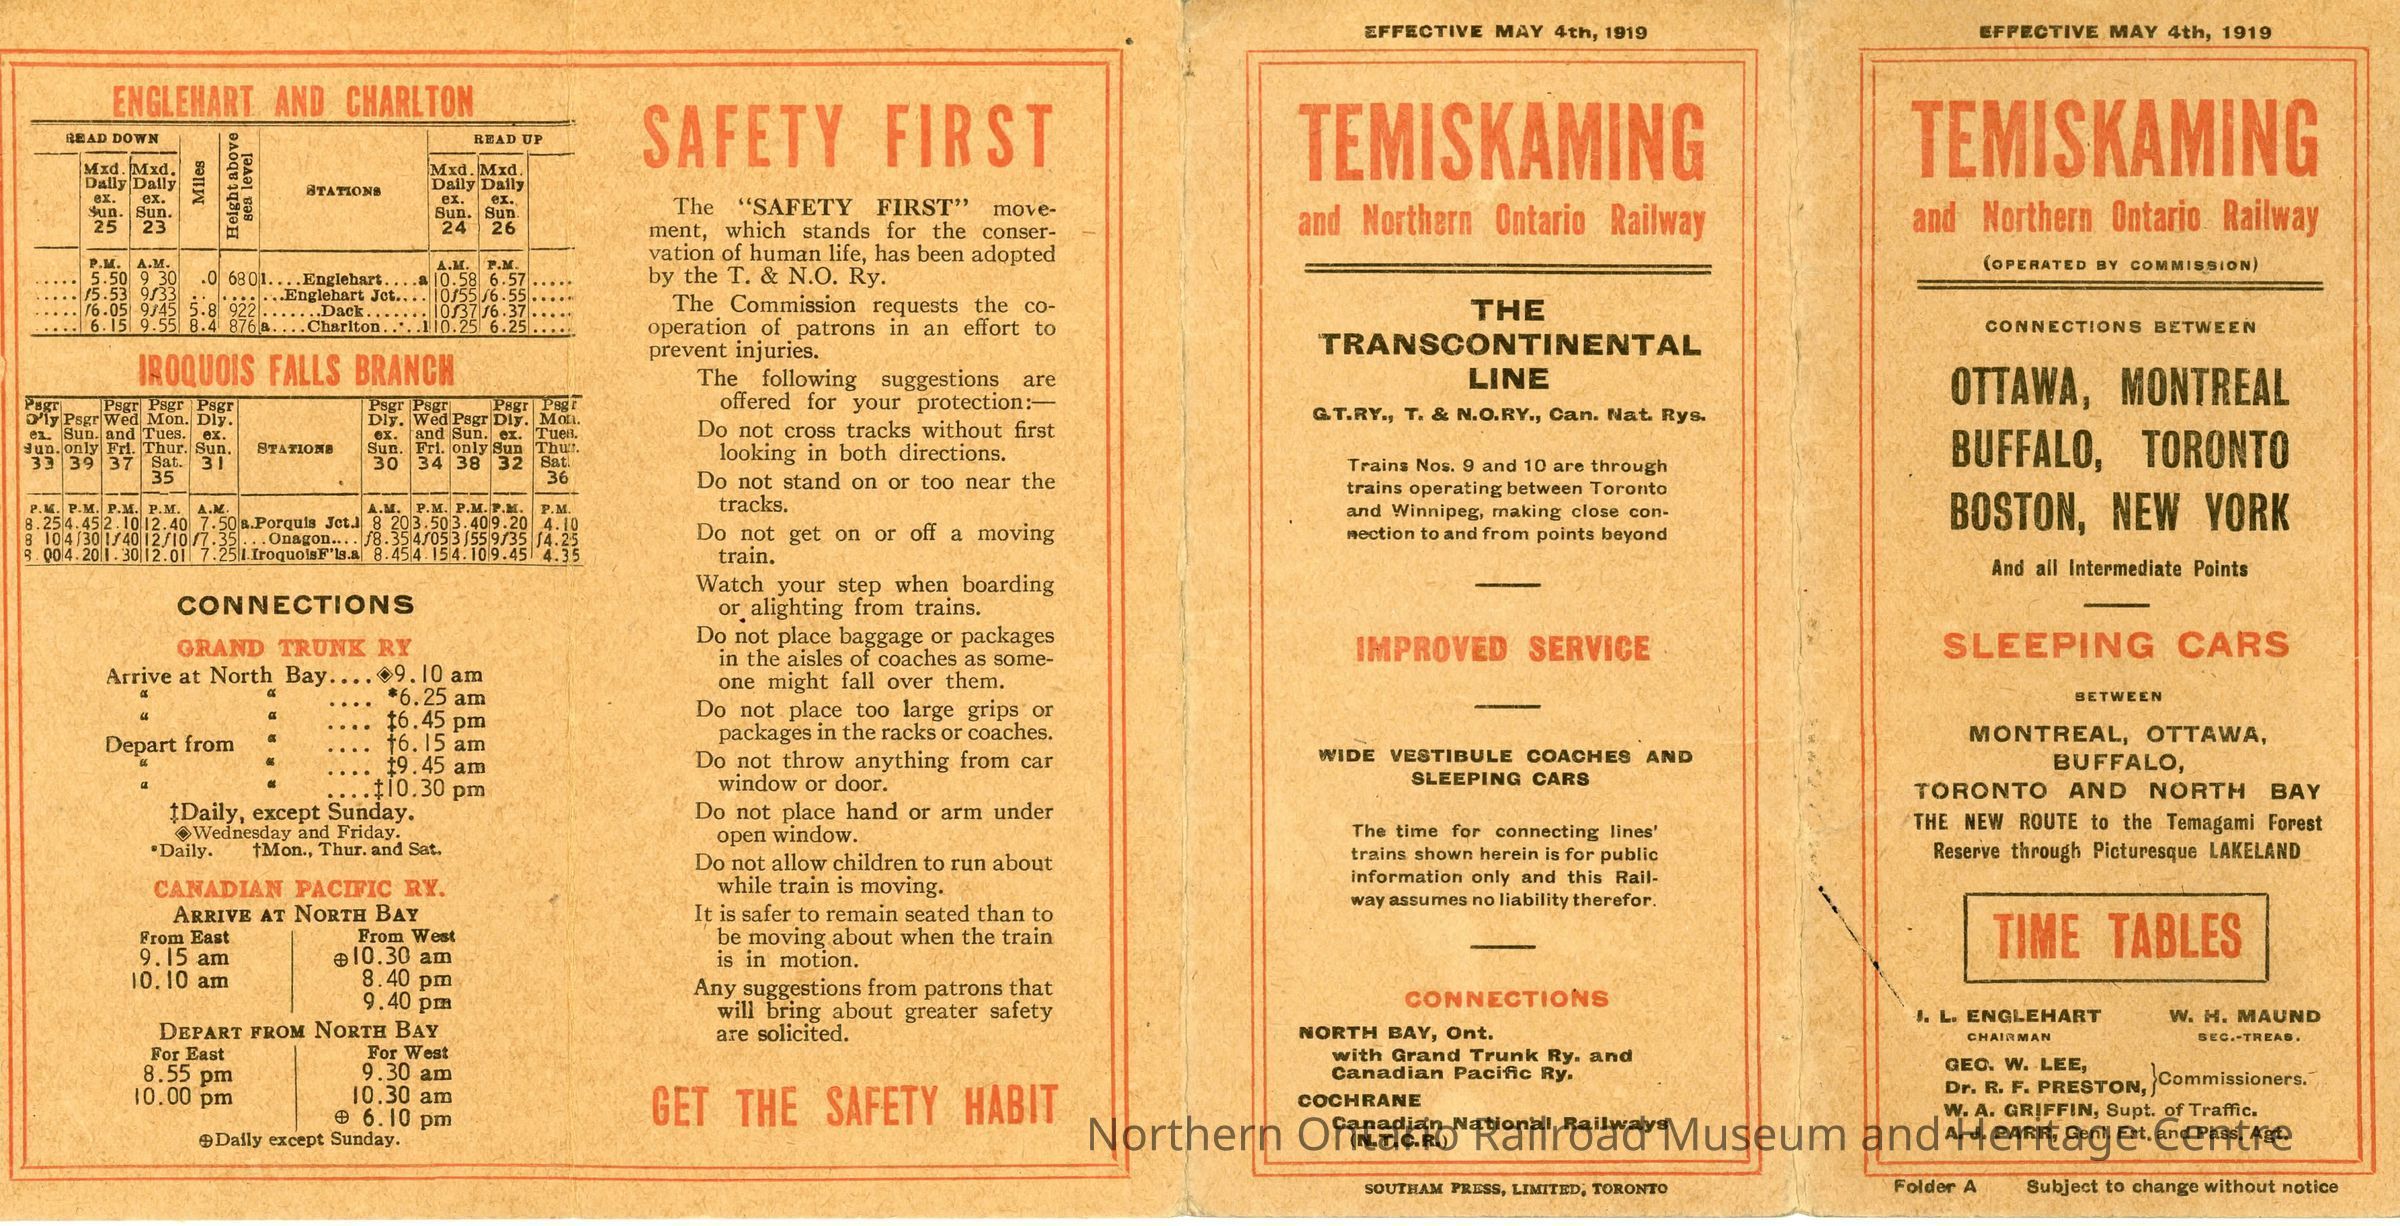 ENGLEHART AND CHARLTON
READ DOWN Miles Height above sea level STATIONS READ UP
Mxd. Mxd. Mxd. Mxd.
Daily Daily Daily Daily
ex. ex. ex. ex.
Sun. Sun. Sun. Sun.
25 23 24 26
P.M. A.M. A.M. P.M.
..... 5.50 9 30 .0 680 l....Englehart....a 10.58 6.57 .....
..... f5.53 9f33 .. .... ...Englehart Jct.... 10f55 f6.55 .....
..... f6.05 9f45 5.8 922 .......Dack....... 10f37 f6.37 .....
..... 6.15 9.55 8.4 876 a....Charlton....l 10.25 6.25 .....
IROQUOIS FALLS BRANCH
Psgr Psgr Psgr Psgr Psgr Psgr Psgr Psgr
D'ly Psgr Wed Mon. Dly. Dly. Wed Psgr Dly. Mon.
ex. Sun. and Tues. ex. STATIONS ex. and Sun. ex. Tues.
Sun. only Fri. Thur. Sun. Sun. Fri. only Sun Thur.
33 39 37 Sat. 31 30 34 38 32 Sat.
35 36
P.M. P.M. P.M. P.M. A.M. A.M. P.M. P.M. P.M. P.M.
8.25 4.45 2.10 12.40 7.50 a.Porquis Jct.l 8 20 3.50 3.40 9.20 4.10
8 10 4f30 1f40 12f10 f7.35 ...Onagon.... f8.35 4f05 3f55 9f35 f4.25
8.00 4.20 1.30 12.01 7.25 l.IroquoisF'ls.a 8.45 4 15 4.10 9.45 4.35
CONNECTIONS
GRAND TRUNK RY
Arrive at North Bay....◈9.10 am
“ “ .... *6.25 am
“ “ .... ‡6.45 pm
Depart from “ .... †6.15 am
“ “ .... ‡9.45 am
“ “ ....‡10.30 pm
‡Daily, except Sunday.
◈Wednesday and Friday.
*Daily. †Mon., Thur. and Sat.
CANADIAN PACIFIC RY.
ARRIVE AT NORTH BAY
From East From West
9.15 am ⊕10.30 am
10.10 am 8.40 pm
9.40 pm
DEPART FROM NORTH BAY
For East For West
8.55 pm 9.30 am
10.00 pm 10.30 am
⊕ 6.10 pm
⊕Daily except Sunday.
SAFETY FIRST
The “SAFETY FIRST” move-
ment, which stands for the conser-
vation of human life, has been adopted
by the T. & N.O. Ry.
The Commission requests the co-
operation of patrons in an effort to
prevent injuries.
The following suggestions are
offered for your protection:—
Do not cross tracks without first
looking in both directions.
Do not stand on or too near the
tracks.
Do not get on or off a moving
train.
Watch your step when boarding
or alighting from trains.
Do not place baggage or packages
in the aisles of coaches as some-
one might fall over them.
Do not place too large grips or
packages in the racks or coaches.
Do not throw anything from car
window or door.
Do not place hand or arm under
open window.
Do not allow children to run about
while train is moving.
It is safer to remain seated than to
be moving about when the train
is in motion.
Any suggestions from patrons that
will bring about greater safety
are solicited.
GET THE SAFETY HABIT
EFFECTIVE MAY 4th, 1919
TEMISKAMING
and Northern Ontario Railway
THE
TRANSCONTINENTAL
LINE
G.T.RY., T. & N.O.RY., Can. Nat. Rys.
Trains Nos. 9 and 10 are through
trains operating between Toronto
and Winnipeg, making close con-
nection to and from points beyond
IMPROVED SERVICE
WIDE VESTIBULE COACHES AND
SLEEPING CARS
The time for connecting lines'
trains shown herein is for public
information only and this Rail-
way assumes no liability therefor.
CONNECTIONS
NORTH BAY, Ont.
with Grand Trunk Ry. and
Canadian Pacific Ry.
COCHRANE
Canadian National Railways
(N.T.C.R.)
SOUTHAM PRESS, LIMITED, TORONTO
EFFECTIVE MAY 4th, 1919
TEMISKAMING
and Northern Ontario Railway
(OPERATED BY COMMISSION)
CONNECTIONS BETWEEN
OTTAWA, MONTREAL
BUFFALO, TORONTO
BOSTON, NEW YORK
And all Intermediate Points
SLEEPING CARS
BETWEEN
MONTREAL, OTTAWA,
BUFFALO,
TORONTO AND NORTH BAY
THE NEW ROUTE to the Temagami Forest
Reserve through Picturesque LAKELAND
TIME TABLES
J. L. ENGLEHART W. H. MAUND
CHAIRMAN SEC.-TREAS.
GEO. W. LEE,
Dr. R. F. PRESTON, }Commissioners.
W. A. GRIFFIN, Supt. of Traffic.
A. J. PARR, Genl Frt. and Pass. Agt.
Folder A Subject to change without notice
Northern Ontario Railroad Museum and Heritage Centre